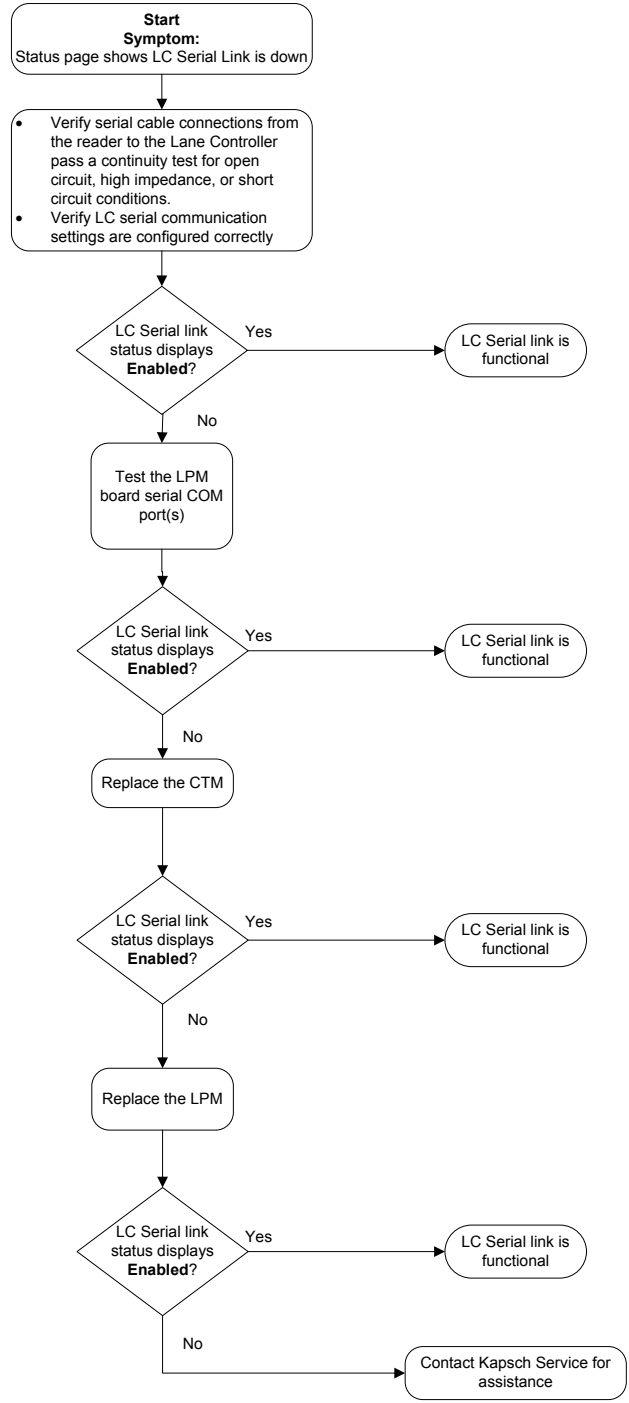 Start
Symptom:
Status page shows LC Serial Link is down
• Verify serial cable connections from
the reader to the Lane Controller
pass a continuity test for open
circuit, high impedance, or short
circuit conditions.
• Verify LC serial communication
settings are configured correctly
LC Serial link
status displays
Enabled?
Yes
LC Serial link is
functional
No
Test the LPM
board serial COM
port(s)
LC Serial link
status displays
Enabled?
Yes
LC Serial link is
functional
No
Replace the CTM
LC Serial link
status displays
Enabled?
Yes
LC Serial link is
functional
No
Replace the LPM
LC Serial link
status displays
Enabled?
Yes
LC Serial link is
functional
No
Contact Kapsch Service for
assistance